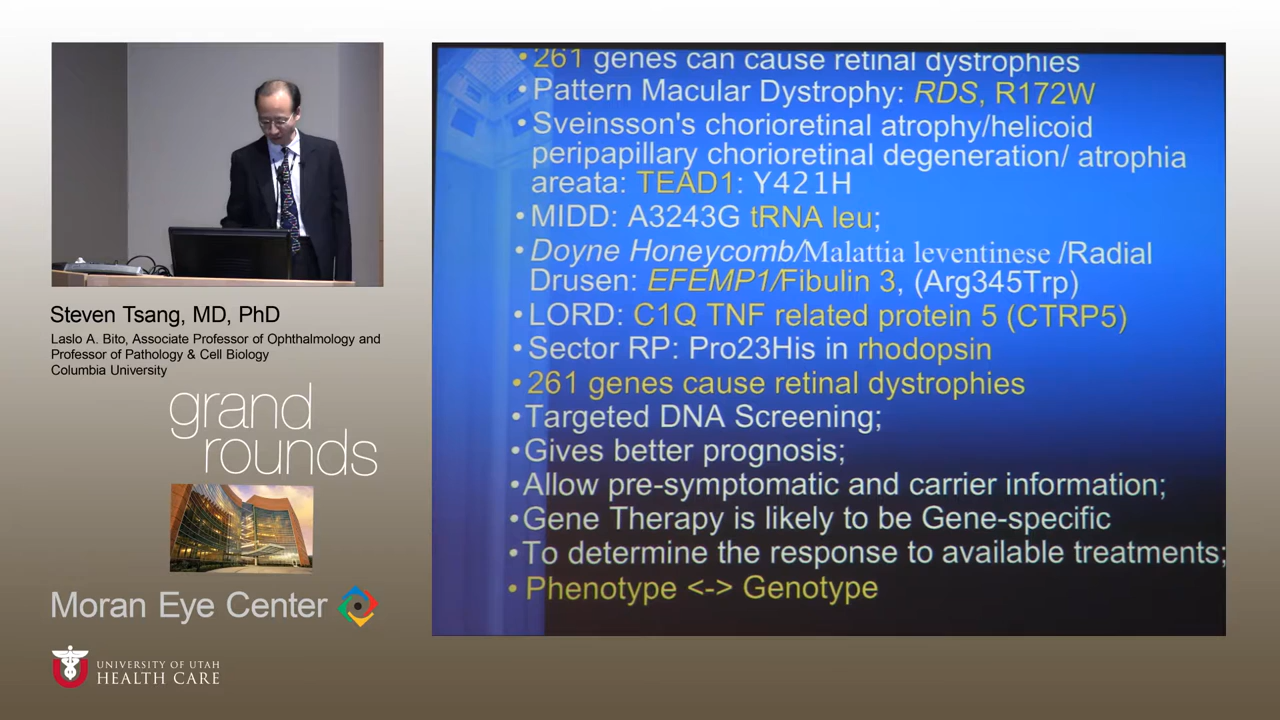 • 261 genes can cause retinal dystrophies
• Pattern Macular Dystrophy: RDS, R172W
• Sveinsson's chorioretinal atrophy/helicoid
peripapillary chorioretinal degeneration/ atrophia
areata: TEAD1: Y421H
• MIDD: A3243G tRNA leu;
• Doyne Honeycomb/Malattia leventinese /Radial
Drusen: EFEMP1/Fibulin 3, (Arg345Trp)
• LORD: C1Q TNF related protein 5 (CTRP5)
• Sector RP: Pro23His in rhodopsin
• 261 genes cause retinal dystrophies
• Targeted DNA Screening;
• Gives better prognosis;
• Allow pre-symptomatic and carrier information;
• Gene Therapy is likely to be Gene-specific
• To determine the response to available treatments;
• Phenotype <-> Genotype
Steven Tsang, MD, PhD
Laslo A. Bito, Associate Professor of Ophthalmology and
Professor of Pathology & Cell Biology
Columbia University
grand
rounds
Moran Eye Center
U
UNIVERSITY OF UTAH
HEALTH CARE